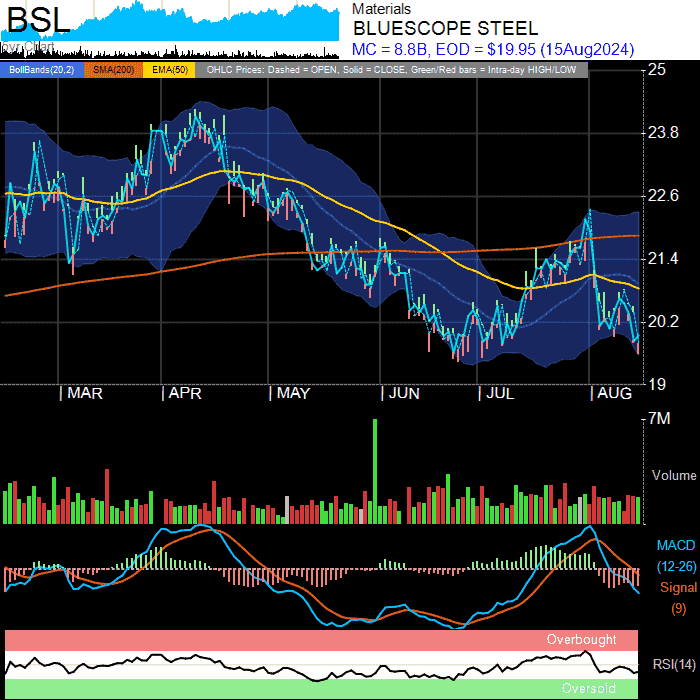 BSL
Materials
BLUESCOPE STEEL
MC = 8.8B, EOD = $19.95 (15Aug2024)
BollBands(20,2) SMA(200) EMA(50) OHLC Prices: Dashed = OPEN, Solid = CLOSE, Green/Red bars = Intra-day HIGH/LOW
25
23.8
22.6
21.4
20.2
19
| MAR | APR | MAY | JUN | JUL | AUG
7M
Volume
MACD
(12-26)
Signal
(9)
Overbought
RSI(14)
Oversold